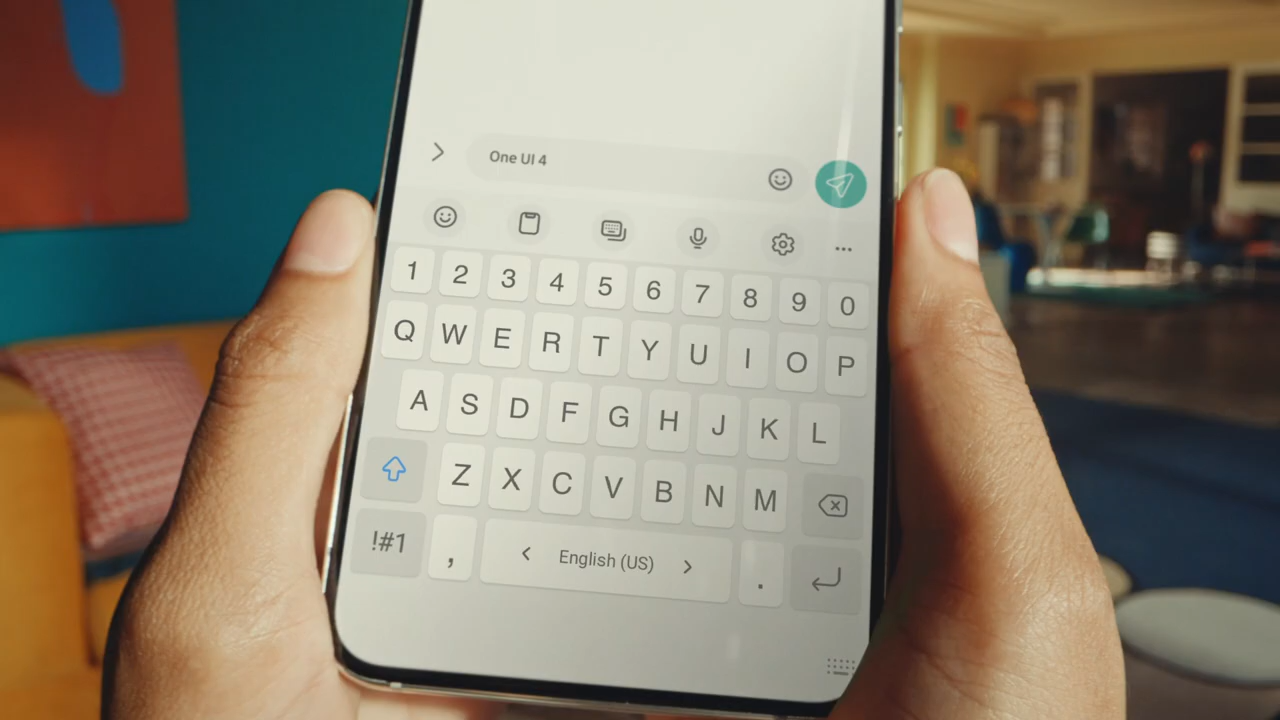 One UI 4
1 2 3 4 5 6 7 8 9 0
Q W E R T Y U I O P
A S D F G H J K L
Z X C V B N M
!#1 , < English (US) > .